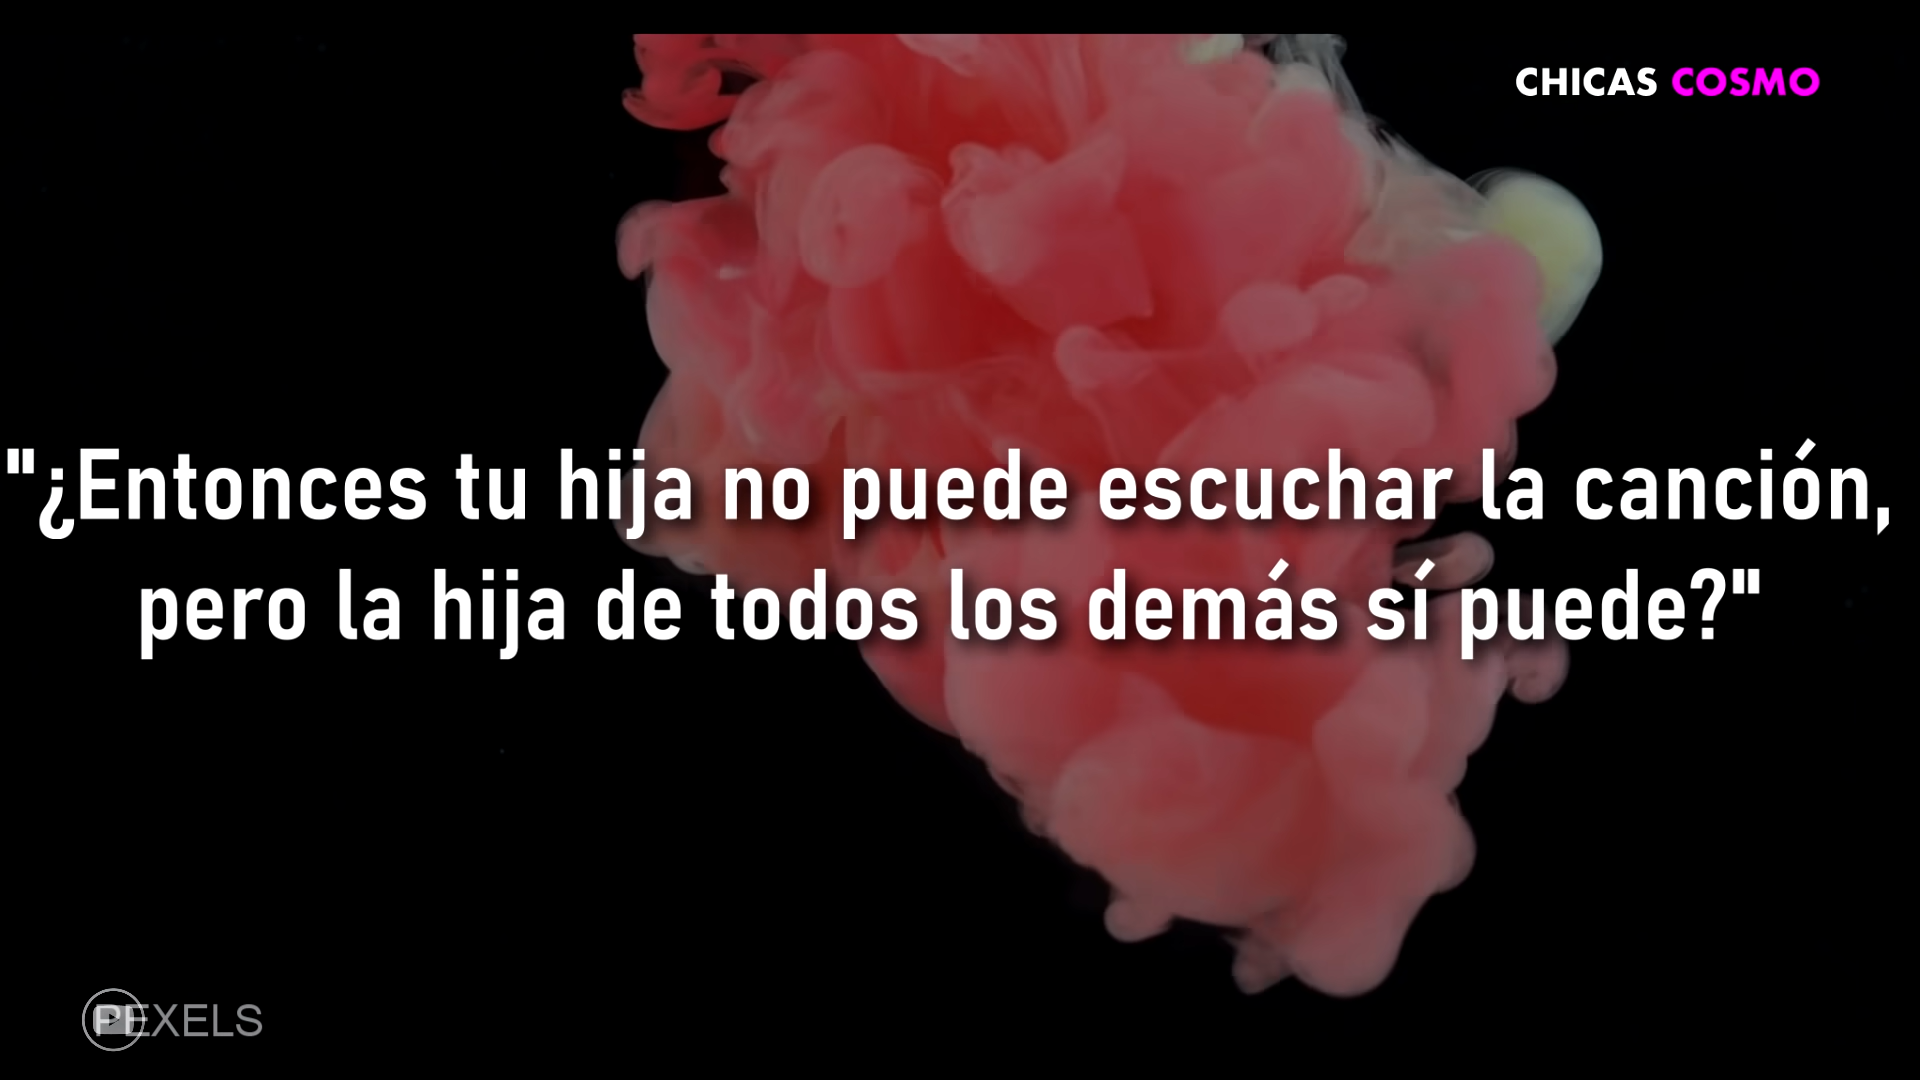 CHICAS COSMO
"¿Entonces tu hija no puede escuchar la canción,
pero la hija de todos los demás sí puede?"
PEXELS